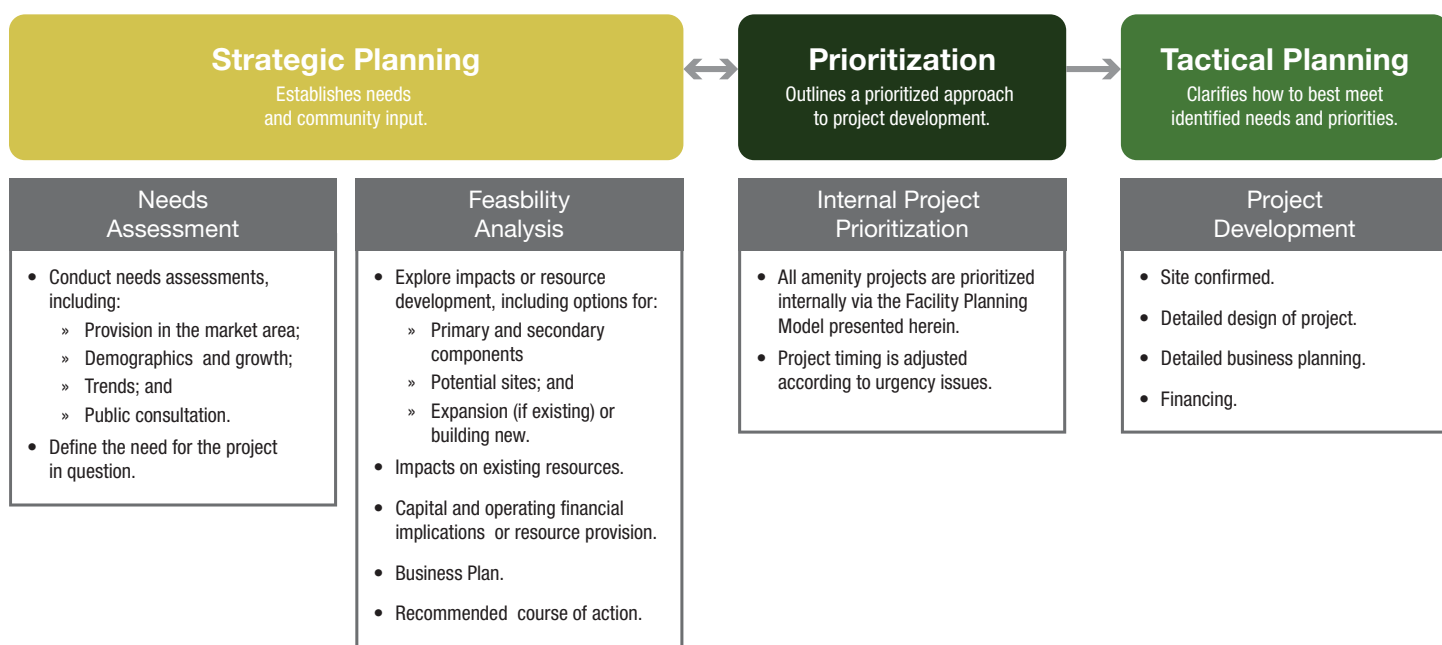 Strategic Planning
Establishes needs
and community input.
Prioritization
Outlines a prioritized approach
to project development.
Tactical Planning
Clarifies how to best meet
identified needs and priorities.
Needs
Assessment
• Conduct needs assessments,
including:
» Provision in the market area;
» Demographics and growth;
» Trends; and
» Public consultation.
• Define the need for the project
in question.
Feasbility
Analysis
• Explore impacts or resource
development, including options for:
» Primary and secondary
components
» Potential sites; and
» Expansion (if existing) or
building new.
• Impacts on existing resources.
• Capital and operating financial
implications or resource provision.
• Business Plan.
• Recommended course of action.
Internal Project
Prioritization
• All amenity projects are prioritized
internally via the Facility Planning
Model presented herein.
• Project timing is adjusted
according to urgency issues.
Project
Development
• Site confirmed.
• Detailed design of project.
• Detailed business planning.
• Financing.